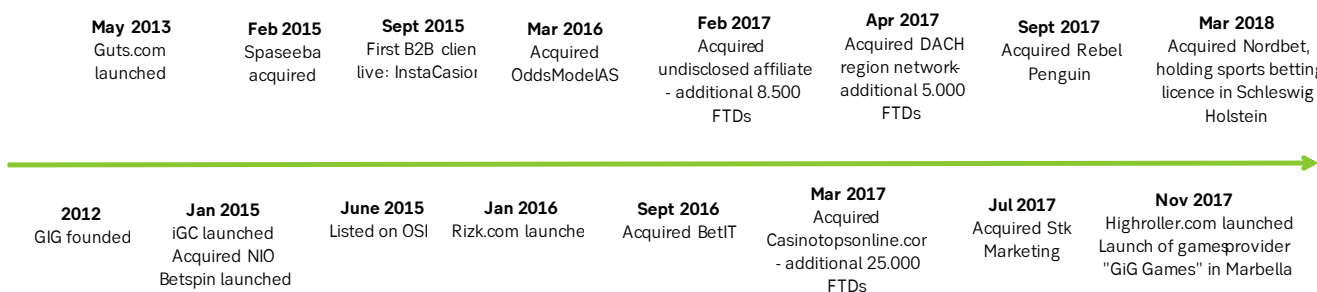 May 2013
Guts.com
launched
Feb 2015
Spaseeba
acquired
Sept 2015
First B2B clien
live: InstaCasior
Mar 2016
Acquired
OddsModelAS
Feb 2017
Acquired
undisclosed affiliate
- additional 8.500
FTDs
Apr 2017
Acquired DACH
region network-
additional 5.000
FTDs
Sept 2017
Acquired Rebel
Penguin
Mar 2018
Acquired Nordbet,
holding sports betting
licence in Schleswig
Holstein
2012
GIG founded
Jan 2015
iGC launched
Acquired NIO
Betspin launched
June 2015
Listed on OSI
Jan 2016
Rizk.com launche
Sept 2016
Acquired BetIT
Mar 2017
Acquired
Casinotopsonline.cor
- additional 25.000
FTDs
Jul 2017
Acquired Stk
Marketing
Nov 2017
Highroller.com launched
Launch of games provider
"GiG Games" in Marbella